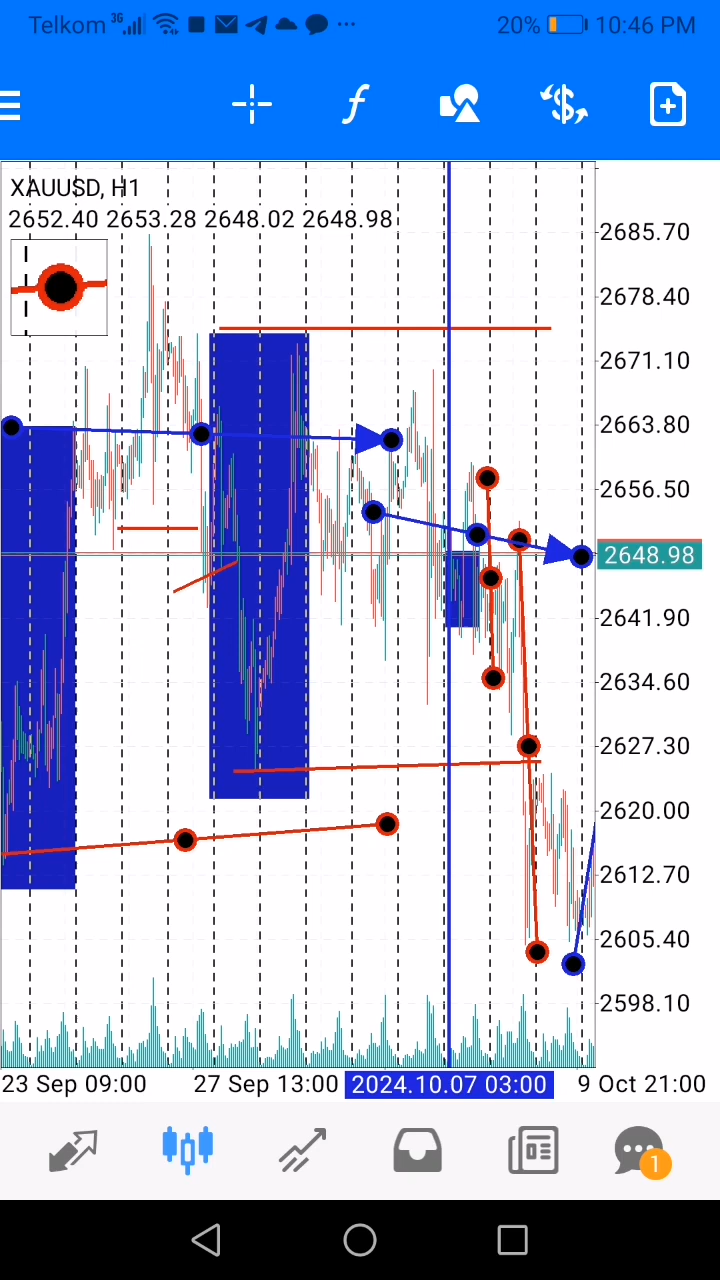 Telkom 3G 20% 10:46 PM
f
XAUUSD, H1
2652.40 2653.28 2648.02 2648.98
2685.70
2678.40
2671.10
2663.80
2656.50
2648.98
2641.90
2634.60
2627.30
2620.00
2612.70
2605.40
2598.10
23 Sep 09:00 27 Sep 13:00 2024.10.07 03:00 9 Oct 21:00
1